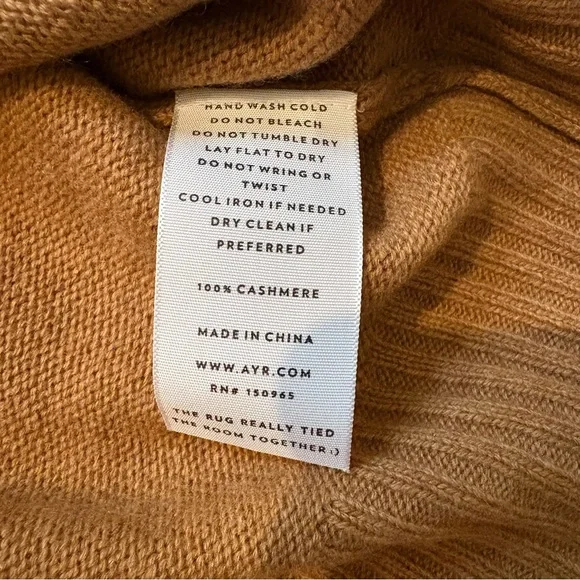 HAND WASH COLD
DO NOT BLEACH
DO NOT TUMBLE DRY
LAY FLAT TO DRY
DO NOT WRING OR
TWIST
COOL IRON IF NEEDED
DRY CLEAN IF
PREFERRED
100% CASHMERE
MADE IN CHINA
WWW.AYR.COM
RN# 150965
THE RUG REALLY TIED
THE ROOM TOGETHER :)